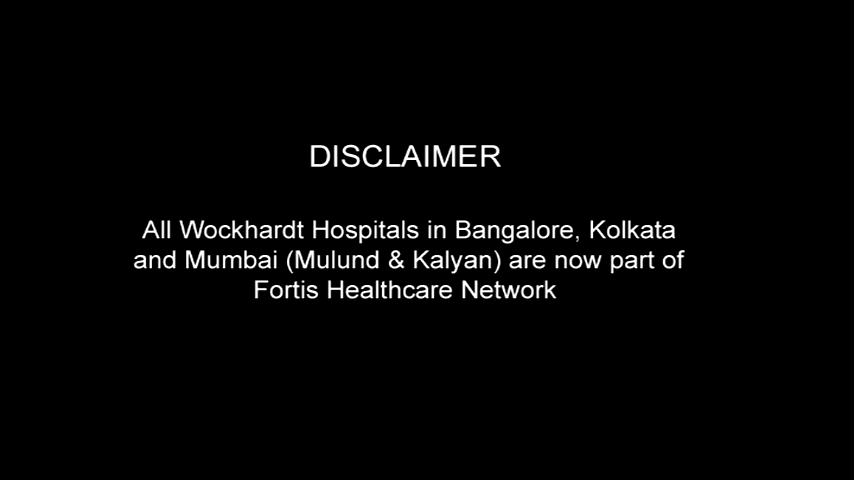 DISCLAIMER
All Wockhardt Hospitals in Bangalore, Kolkata
and Mumbai (Mulund & Kalyan) are now part of
Fortis Healthcare Network